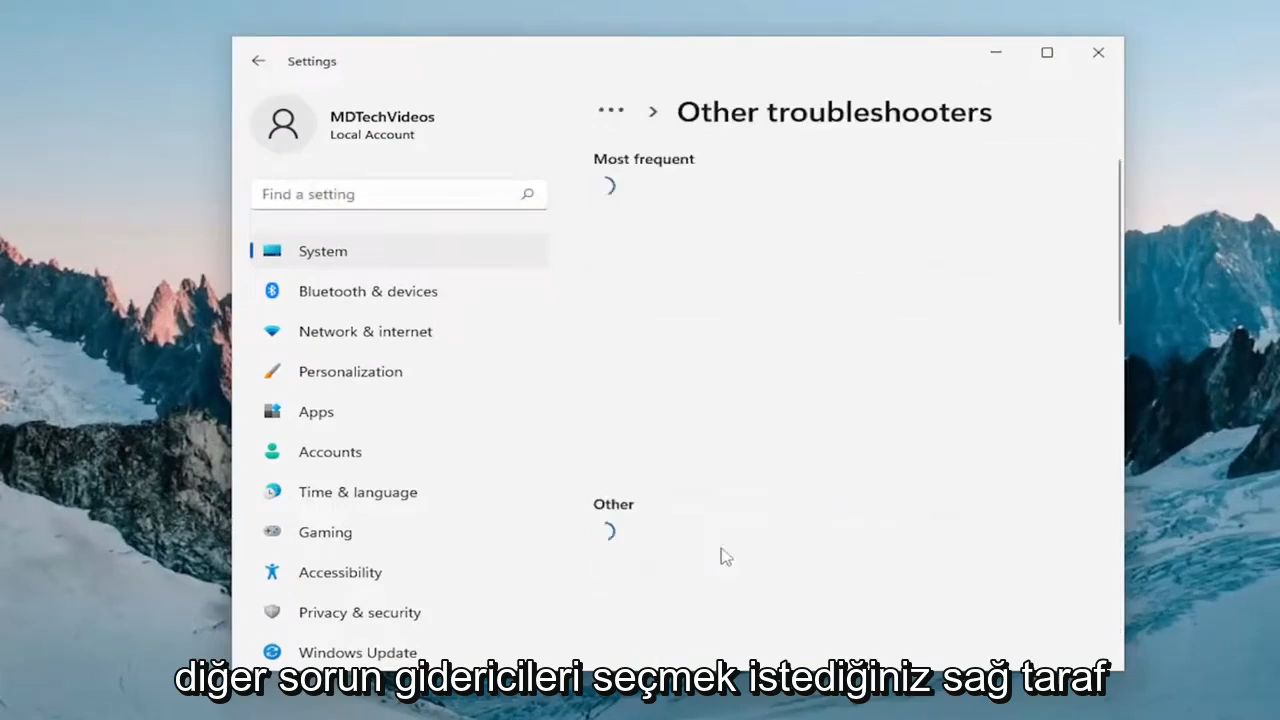 Settings
MDTechVideos
Local Account
Find a setting
System
Bluetooth & devices
Network & internet
Personalization
Apps
Accounts
Time & language
Gaming
Accessibility
Privacy & security
Windows Update
... > Other troubleshooters
Most frequent
Other
diğer sorun gidericileri seçmek istediğiniz sağ taraf